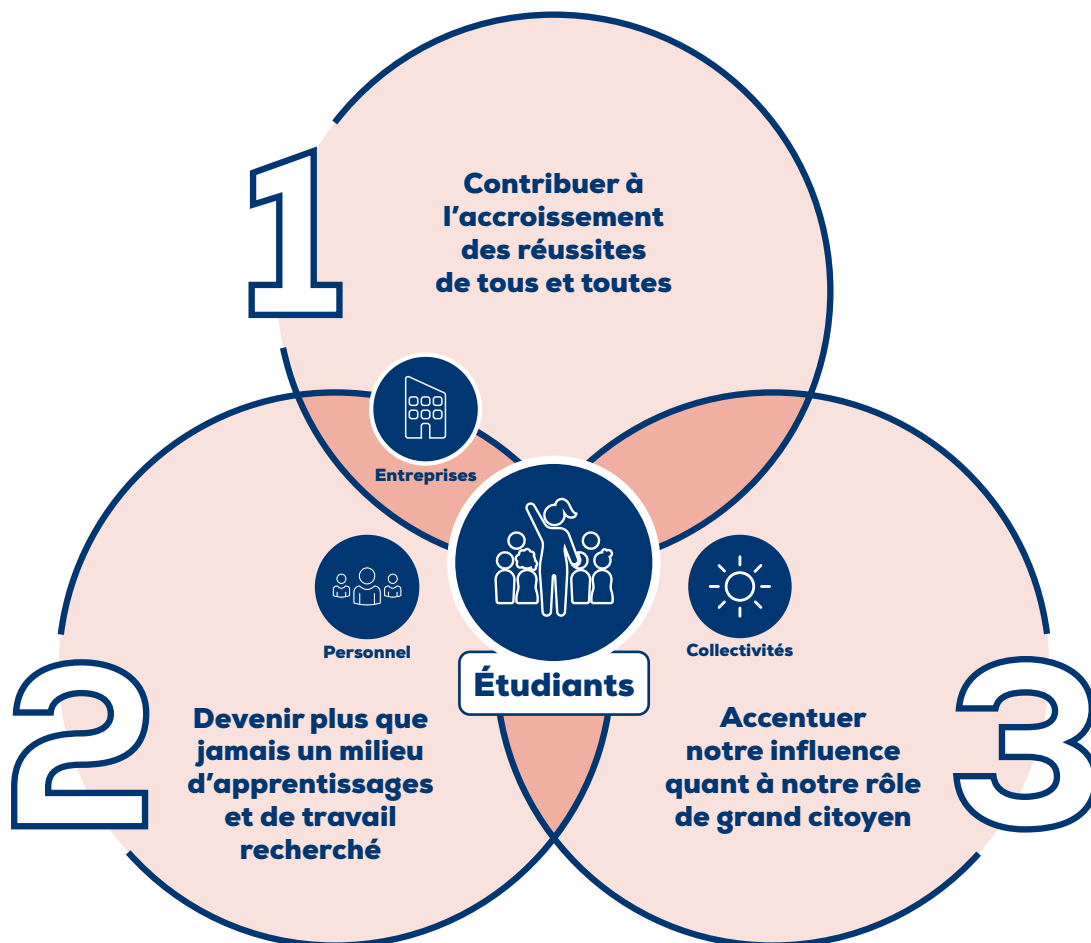 1
Contribuer à
l’accroissement
des réussites
de tous et toutes
Entreprises
Personnel
Collectivités
Étudiants
2
Devenir plus que
jamais un milieu
d’apprentissages
et de travail
recherché
3
Accentuer
notre influence
quant à notre rôle
de grand citoyen